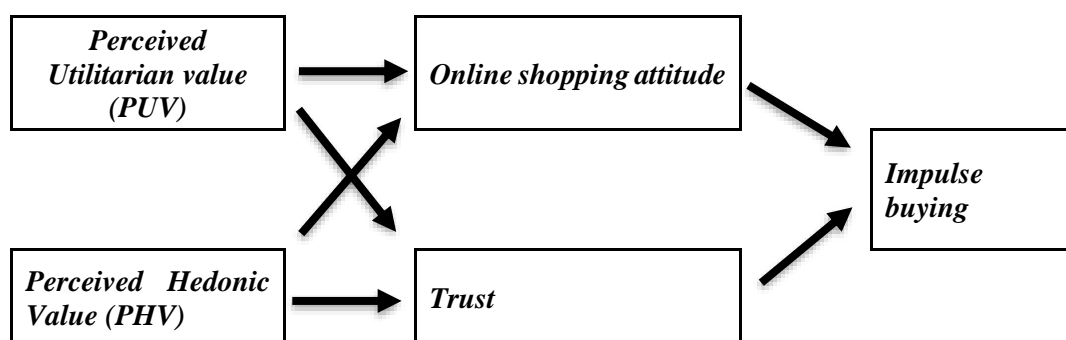 Perceived
Utilitarian value
(PUV)
Online shopping attitude
Impulse
buying
Perceived Hedonic
Value (PHV)
Trust